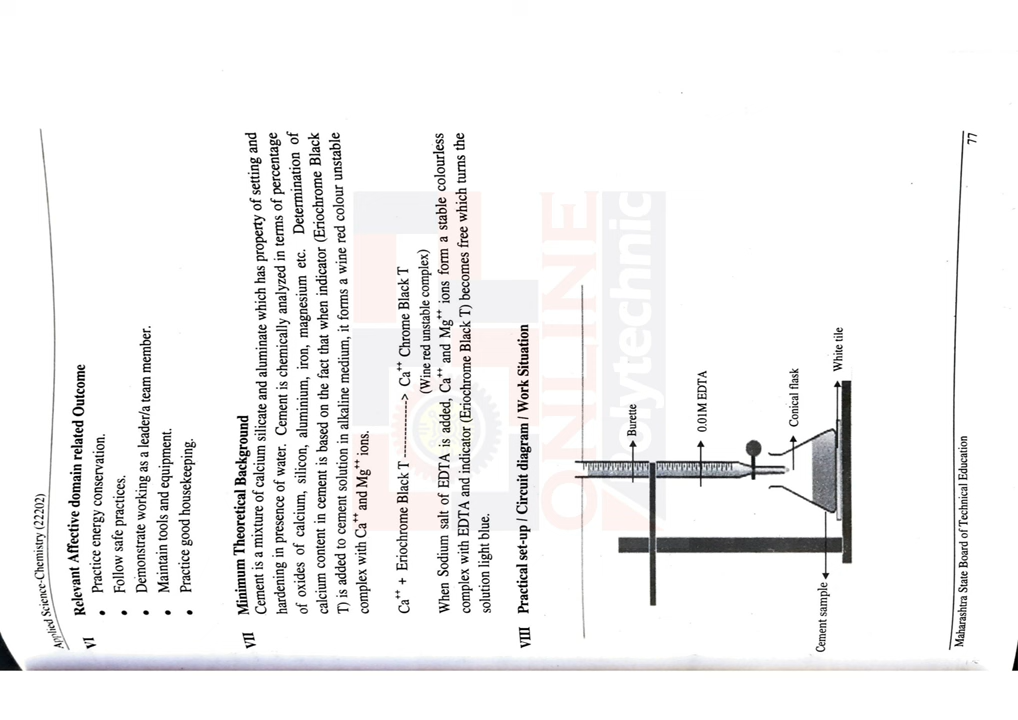 Applied Science-Chemistry (22202)
VI Relevant Affective domain related Outcome
• Practice energy conservation.
• Follow safe practices.
• Demonstrate working as a leader/a team member.
• Maintain tools and equipment.
• Practice good housekeeping.
VII Minimum Theoretical Background
Cement is a mixture of calcium silicate and aluminate which has property of setting and
hardening in presence of water. Cement is chemically analyzed in terms of percentage
of oxides of calcium, silicon, aluminium, iron, magnesium etc. Determination of
calcium content in cement is based on the fact that when indicator (Eriochrome Black
T) is added to cement solution in alkaline medium, it forms a wine red colour unstable
complex with Ca++ and Mg++ ions.
Ca++ + Eriochrome Black T -------------> Ca++ Chrome Black T
(Wine red unstable complex)
When Sodium salt of EDTA is added, Ca++ and Mg++ ions form a stable colourless
complex with EDTA and indicator (Eriochrome Black T) becomes free which turns the
solution light blue.
VIII Practical set-up / Circuit diagram / Work Situation
Burette
0.01M EDTA
Conical flask
Cement sample
White tile
ONLINE
Polytechnic
Maharashtra State Board of Technical Education 77